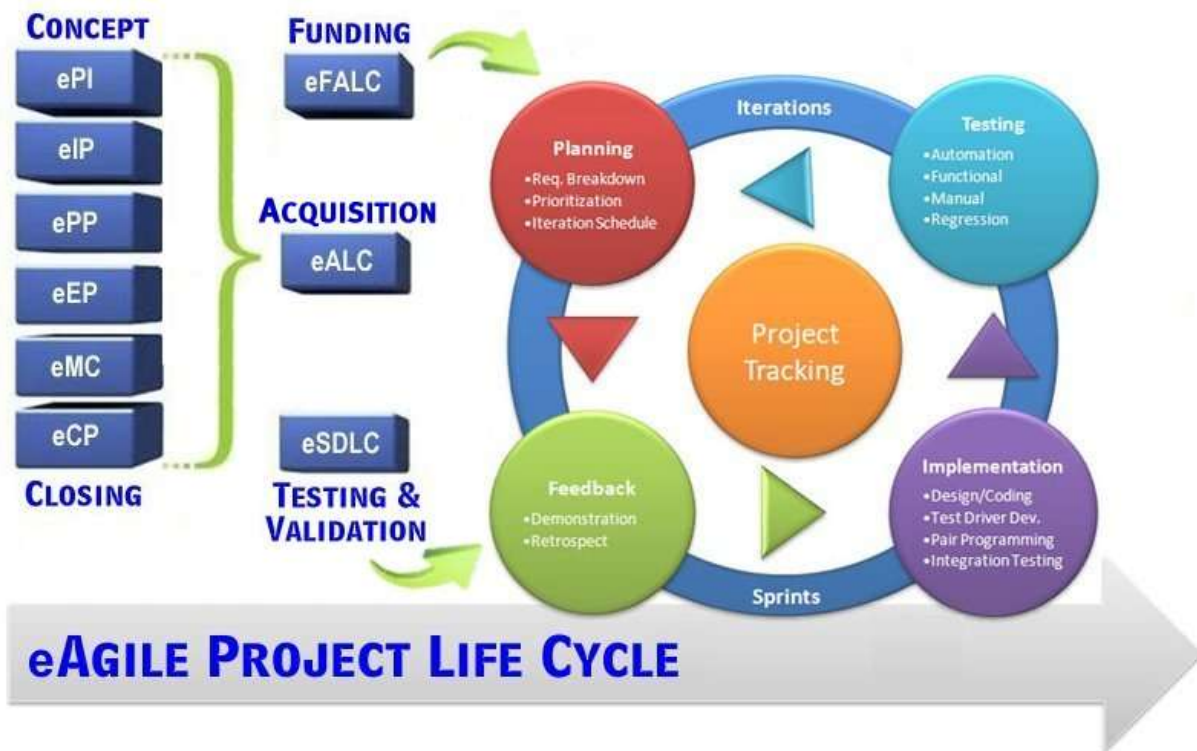 CONCEPT
ePI
eIP
ePP
eEP
eMC
eCP
CLOSING
FUNDING
eFALC
ACQUISITION
eALC
eSDLC
TESTING &
VALIDATION
Iterations
Planning
•Req. Breakdown
•Prioritization
•Iteration Schedule
Testing
•Automation
•Functional
•Manual
•Regression
Project
Tracking
Feedback
•Demonstration
•Retrospect
Implementation
•Design/Coding
•Test Driver Dev.
•Pair Programming
•Integration Testing
Sprints
eAGILE PROJECT LIFE CYCLE